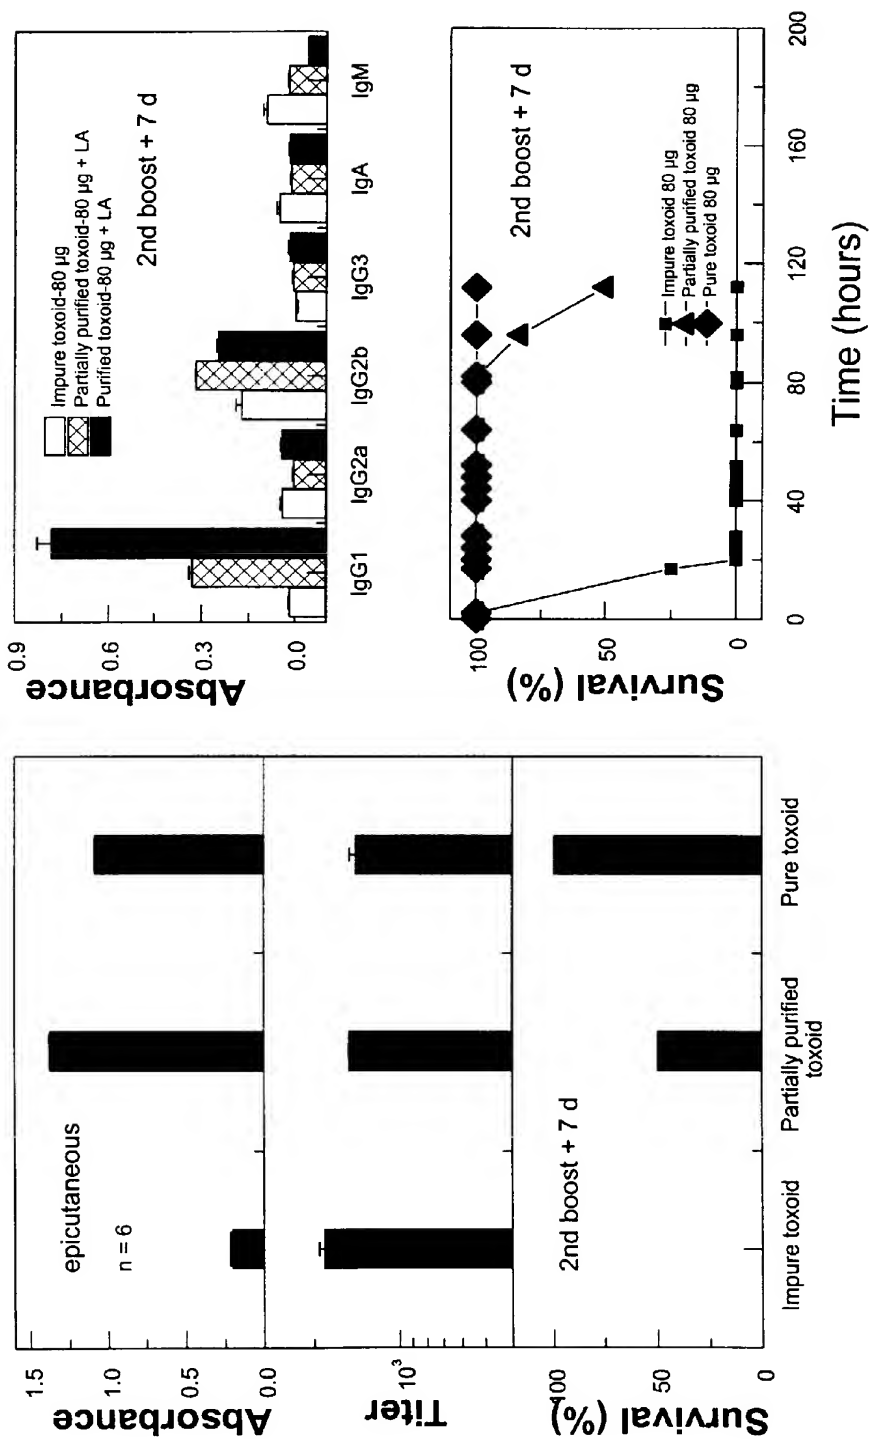 Absorbance
1.5
1.0
0.5
0.0
epicutaneous
n = 6
Titer
10³
Survival (%)
100
50
0
2nd boost + 7 d
Impure toxoid
Partially purified
toxoid
Pure toxoid
Absorbance
0.9
0.6
0.3
0.0
Impure toxoid-80 µg
Partially purified toxoid-80 µg + LA
Purified toxoid-80 µg + LA
2nd boost + 7 d
IgG1
IgG2a
IgG2b
IgG3
IgA
IgM
Survival (%)
100
50
0
2nd boost + 7 d
Impure toxoid 80 µg
Partially purified toxoid 80 µg
Pure toxoid 80 µg
0
40
80
120
160
200
Time (hours)